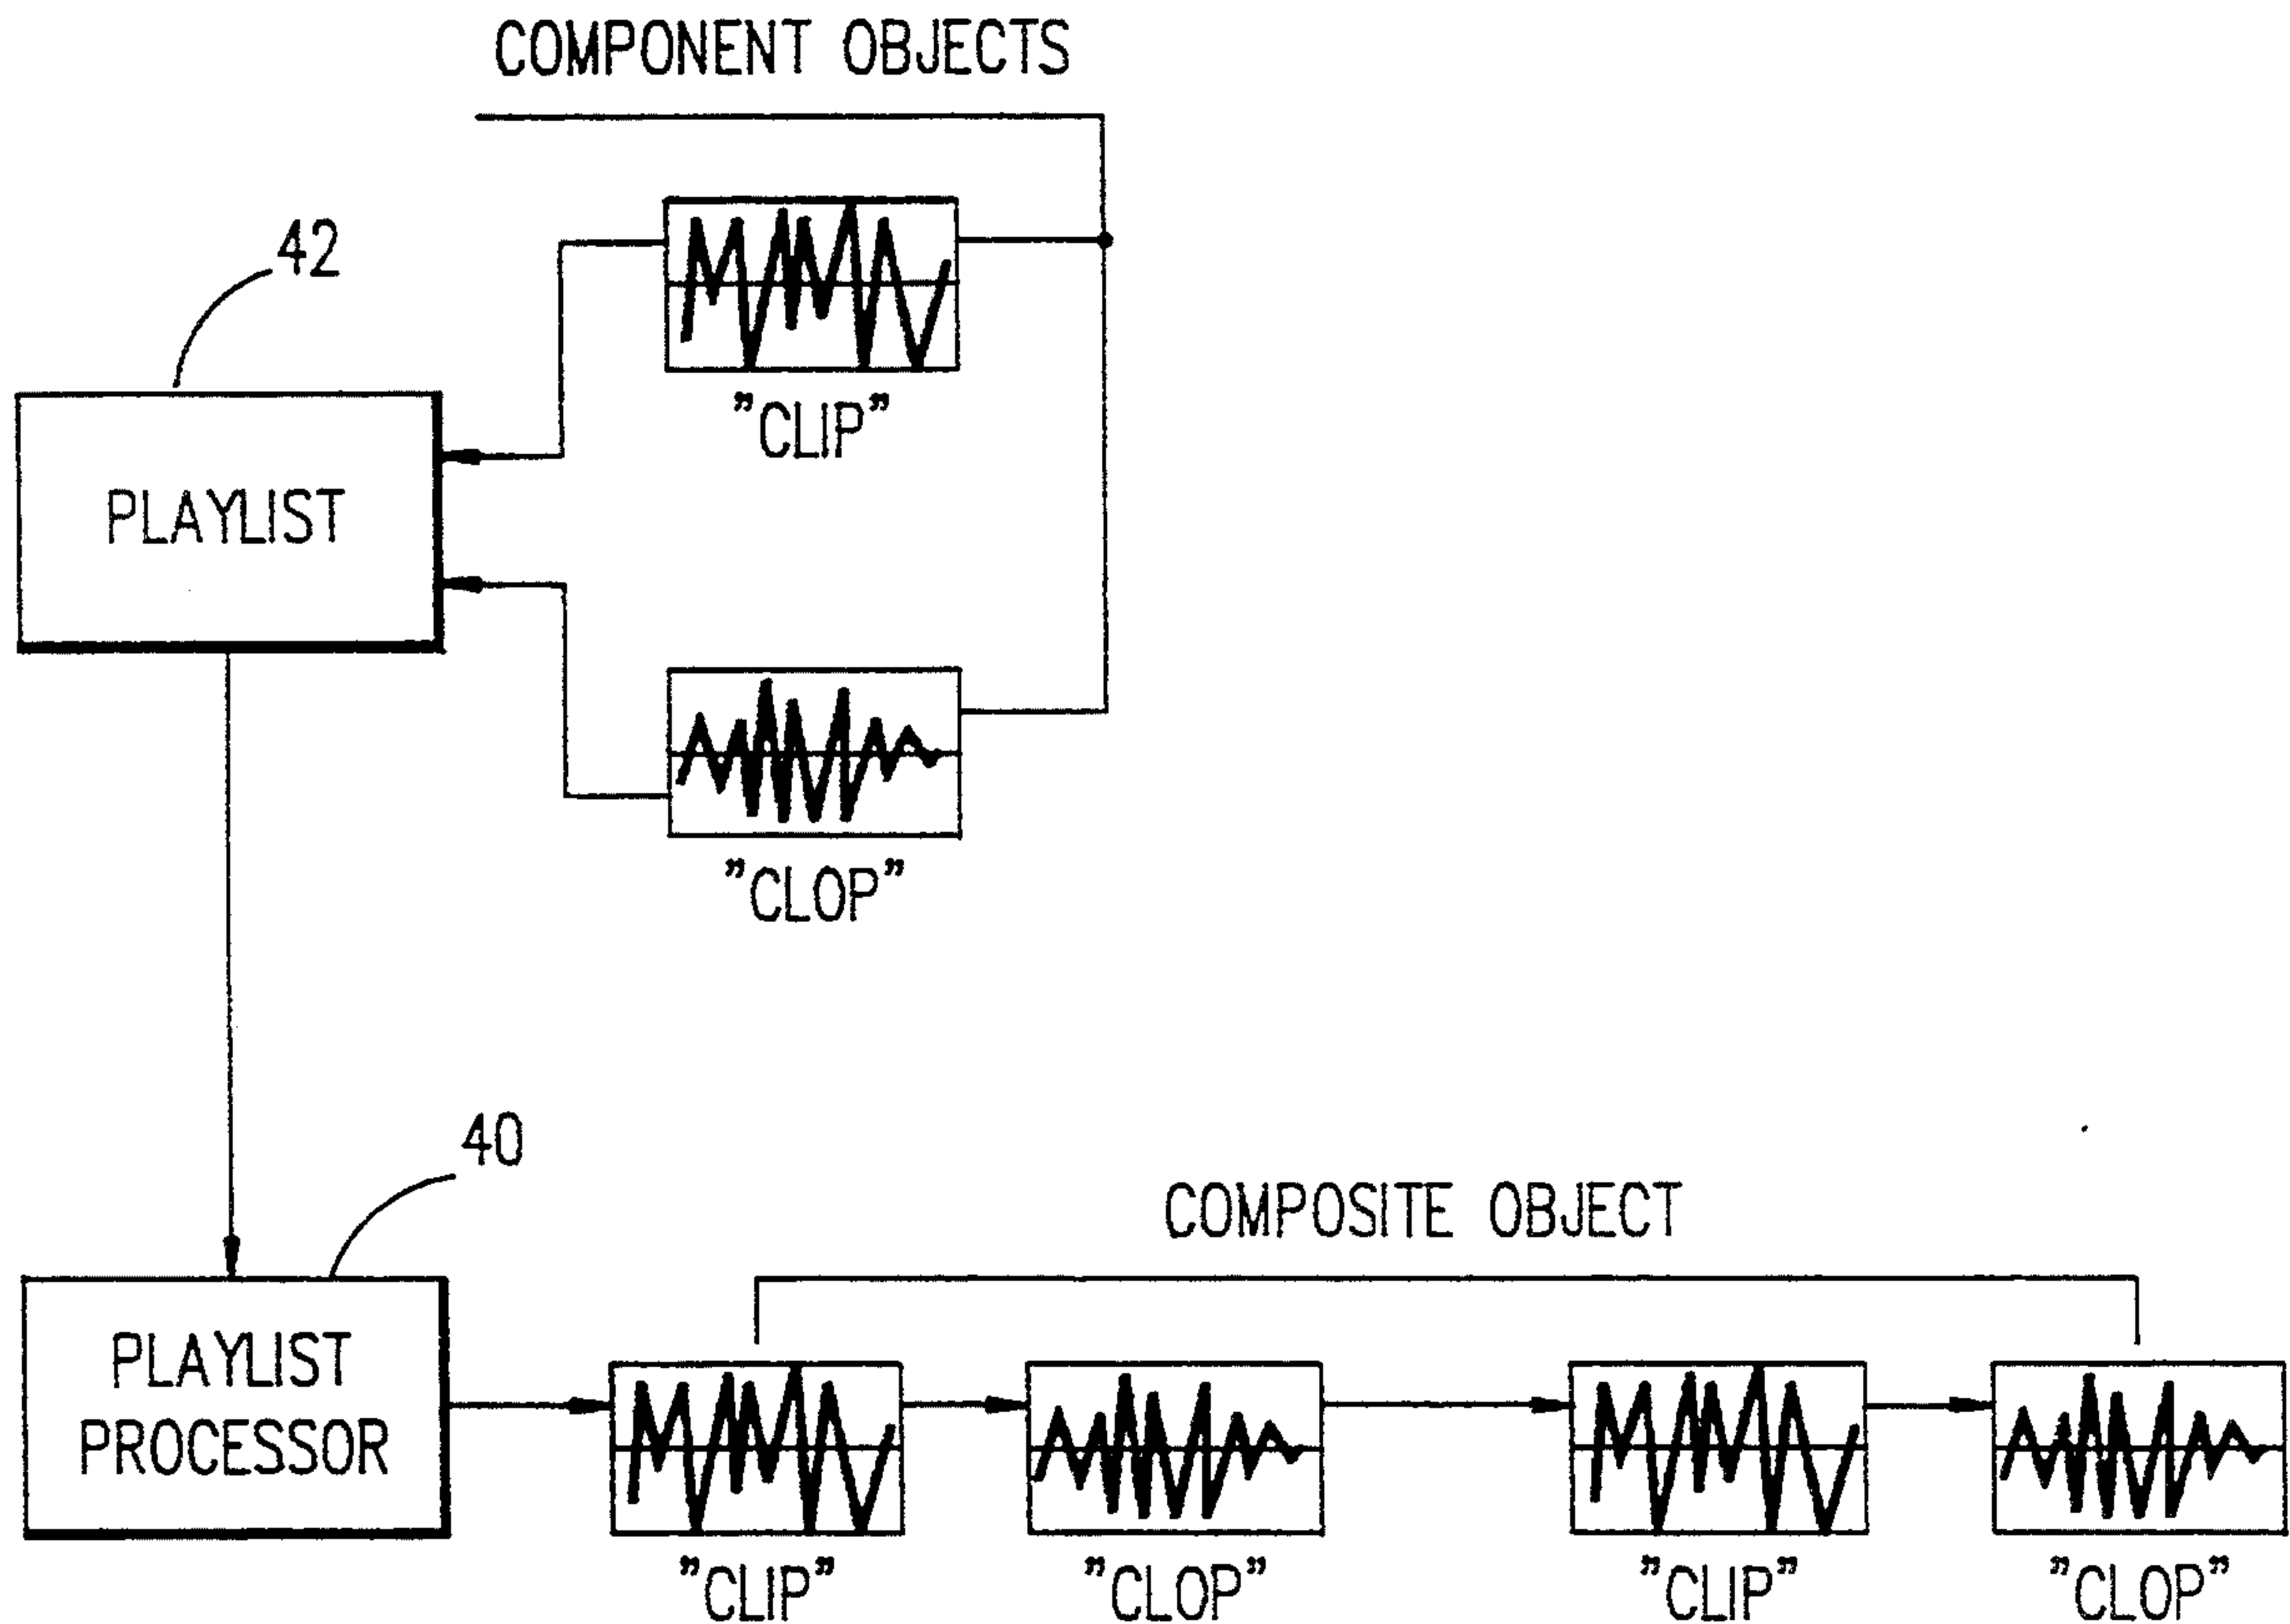 COMPONENT OBJECTS
42
"CLIP"
PLAYLIST
"CLOP"
40
COMPOSITE OBJECT
PLAYLIST
PROCESSOR
"CLIP" "CLOP" "CLIP" "CLOP"